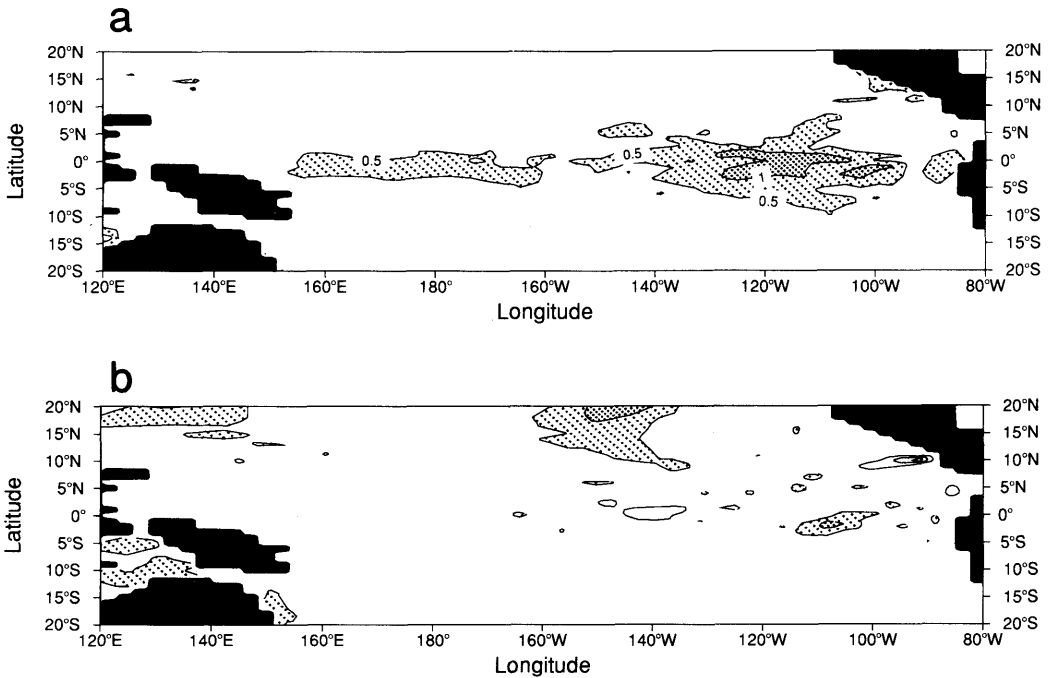 a
20°N 20°N
15°N 15°N
10°N 10°N
5°N 5°N
0° 0.5 0.5 0°
5°S 1 5°S
0.5
10°S 10°S
15°S 15°S
20°S 20°S
120°E 140°E 160°E 180° 160°W 140°W 120°W 100°W 80°W
Latitude
Longitude
b
20°N 20°N
15°N 15°N
10°N 10°N
5°N 5°N
0° 0°
5°S 5°S
10°S 10°S
15°S 15°S
20°S 20°S
120°E 140°E 160°E 180° 160°W 140°W 120°W 100°W 80°W
Latitude
Longitude